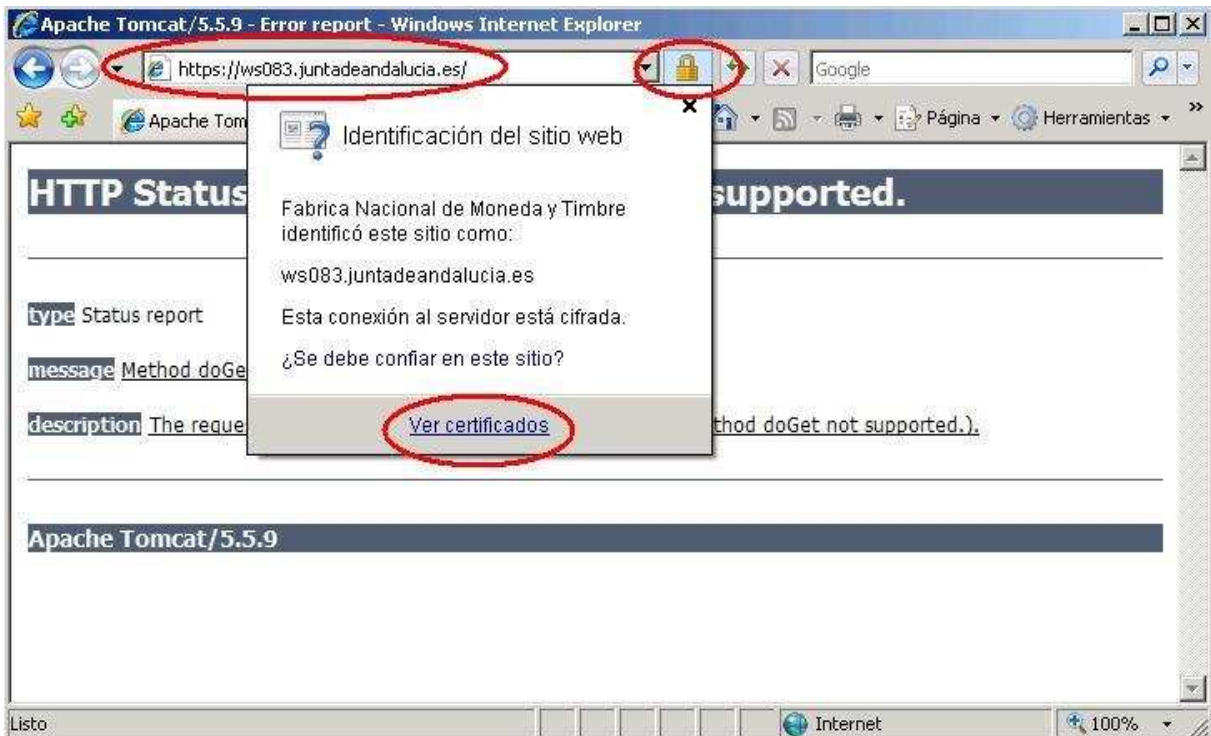 Apache Tomcat/5.5.9 - Error report - Windows Internet Explorer
https://ws083.juntadeandalucia.es/
Google
Apache Tom
Página
Herramientas
»
Identificación del sitio web
Fabrica Nacional de Moneda y Timbre
identificó este sitio como:
ws083.juntadeandalucia.es
Esta conexión al servidor está cifrada.
¿Se debe confiar en este sitio?
Ver certificados
HTTP Status supported.
type Status report
message Method doGe
description The reque thod doGet not supported.).
Apache Tomcat/5.5.9
Listo
Internet
100%